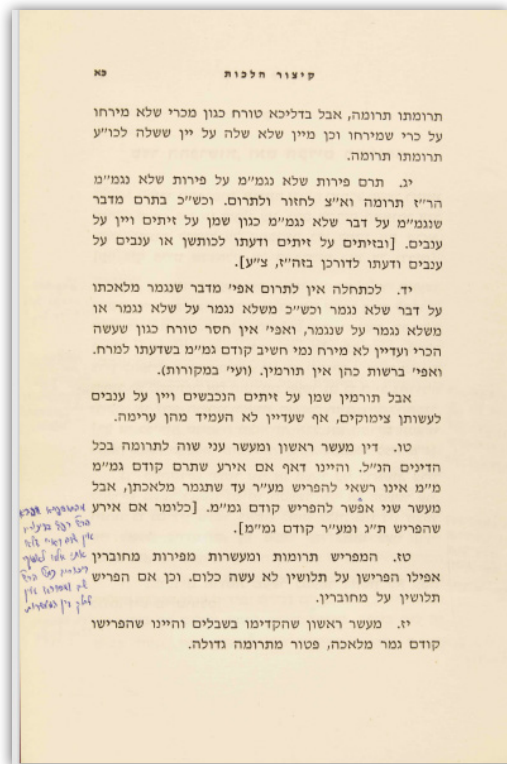 קיצור הלכות
כא
תרומתו תרומה, אבל בדליכא טורח כגון מכרי שלא מירחו
על כרי שמירחו וכן מיין שלא שלה על יין ששלה לכו״ע
תרומתו תרומה.
יג. תרם פירות שלא נגמ״מ על פירות שלא נגמ״מ
הר״ז תרומה וא״צ לחזור ולתרום. וכש״כ בתרם מדבר
שנגמ״מ על דבר שלא נגמ״מ כגון שמן על זיתים ויין על
ענבים. [ובזיתים על זיתים ודעתו לכותשן או ענבים על
ענבים ודעתו לדורכן בזה״ז, צ״ע].
יד. לכתחלה אין לתרום אפי׳ מדבר שנגמר מלאכתו
על דבר שלא נגמר וכש״כ משלא נגמר על שלא נגמר או
משלא נגמר על שנגמר, ואפי׳ אין חסר טורח כגון שעשה
הכרי ועדיין לא מירח נמי חשיב קודם גמ״מ בשדעתו למרח.
ואפי׳ ברשות כהן אין תורמין. (ועי׳ במקורות).
אבל תורמין שמן על זיתים הנכבשים ויין על ענבים
לעשותן צימוקים, אף שעדיין לא העמיד מהן ערימה.
טו. דין מעשר ראשון ומעשר עני שוה לתרומה בכל
הדינים הנ״ל. והיינו דאף אם אירע שתרם קודם גמ״מ
מ״מ אינו רשאי להפריש מע״ר עד שתגמר מלאכתן, אבל
מעשר שני אפשר להפריש קודם גמ״מ. [כלומר אם אירע
שהפריש ת״ג ומע״ר קודם גמ״מ].
טז. המפריש תרומות ומעשרות מפירות מחוברין
אפילו הפרישן על תלושין לא עשה כלום. וכן אם הפריש
תלושין על מחוברין.
יז. מעשר ראשון שהקדימו בשבלים והיינו שהפרישו
קודם גמר מלאכה, פטור מתרומה גדולה.